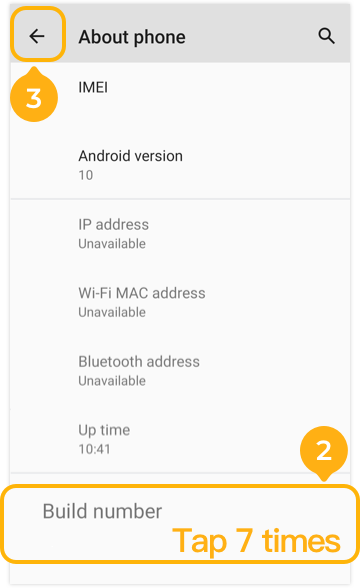 About phone
3
IMEI
Android version
10
IP address
Unavailable
Wi-Fi MAC address
Unavailable
Bluetooth address
Unavailable
Up time
10:41
2
Build number
Tap 7 times